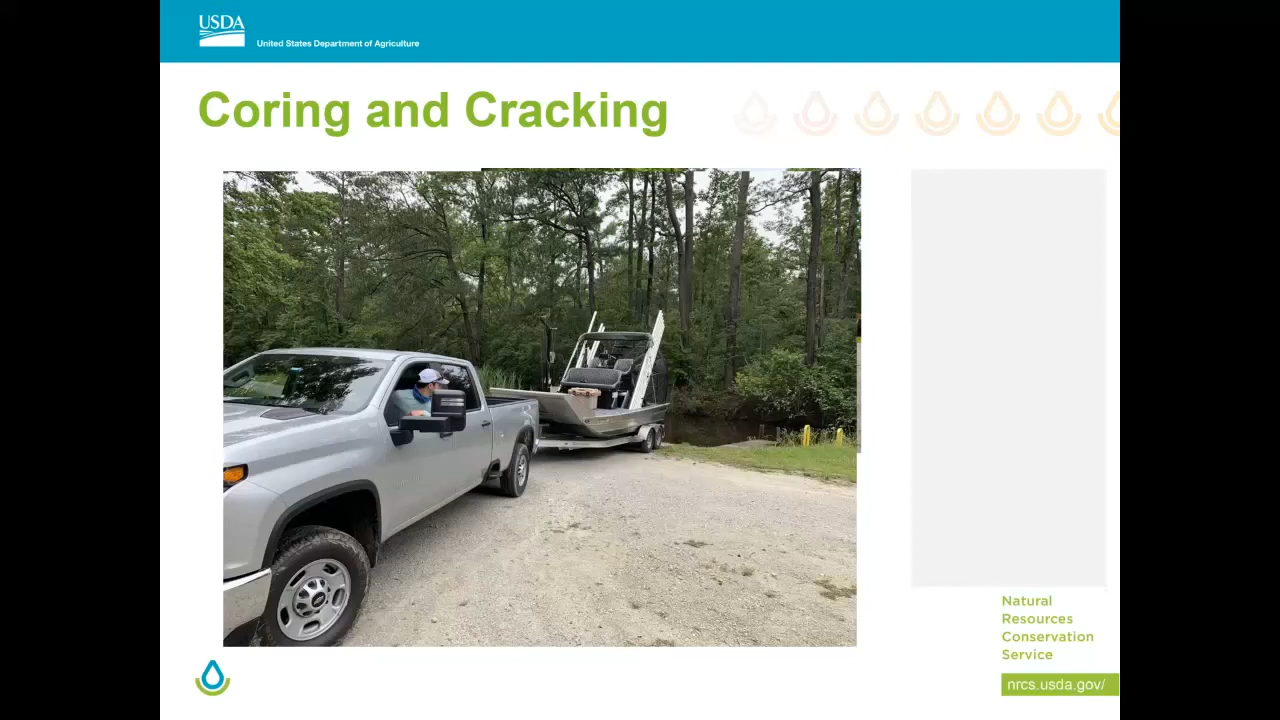 USDA
United States Department of Agriculture
Coring and Cracking
Natural
Resources
Conservation
Service
nrcs.usda.gov/